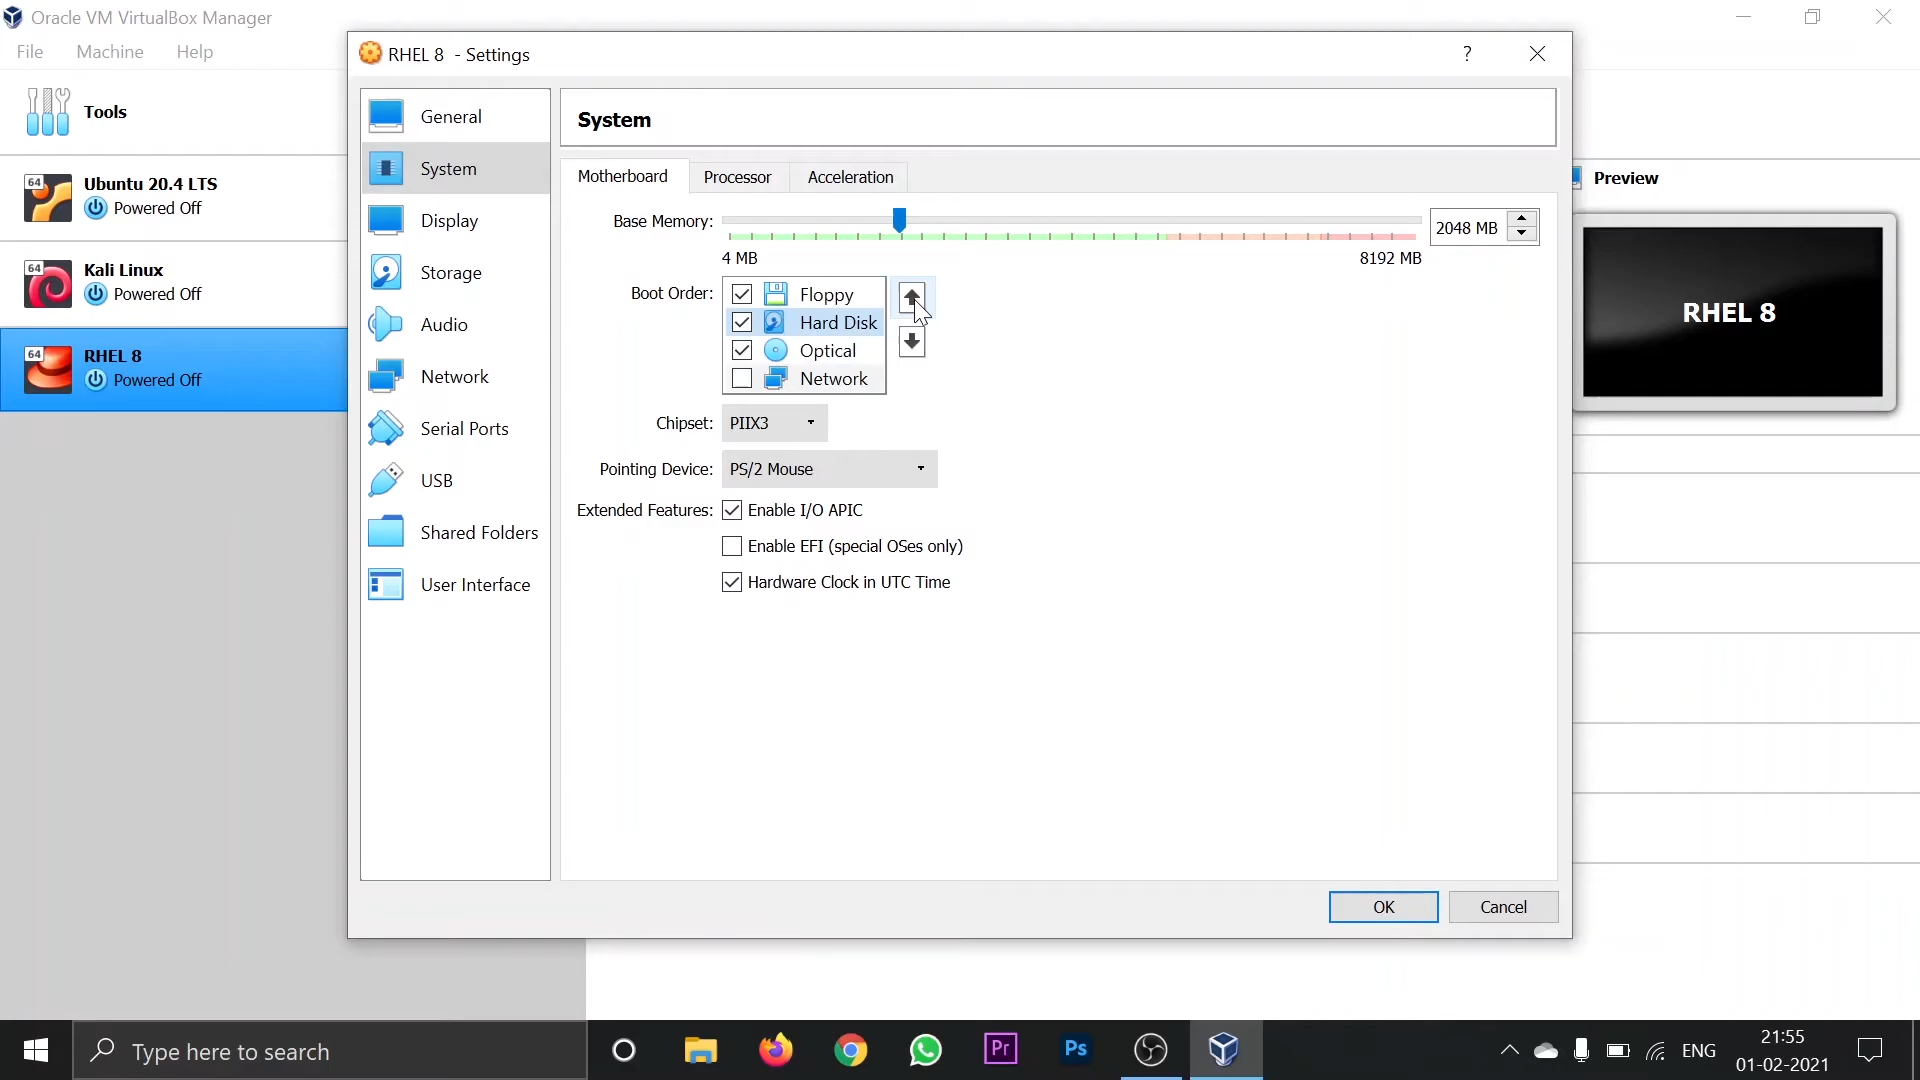 Oracle VM VirtualBox Manager
File Machine Help
RHEL 8 - Settings
?
Tools
64
Ubuntu 20.4 LTS
Powered Off
64
Kali Linux
Powered Off
64
RHEL 8
Powered Off
General
System
Display
Storage
Audio
Network
Serial Ports
USB
Shared Folders
User Interface
System
Motherboard Processor Acceleration
Base Memory: 2048 MB
4 MB 8192 MB
Boot Order: Floppy
Hard Disk
Optical
Network
Chipset: PIIX3
Pointing Device: PS/2 Mouse
Extended Features: Enable I/O APIC
Enable EFI (special OSes only)
Hardware Clock in UTC Time
OK Cancel
Preview
RHEL 8
Type here to search
Pr
Ps
ENG
21:55
01-02-2021